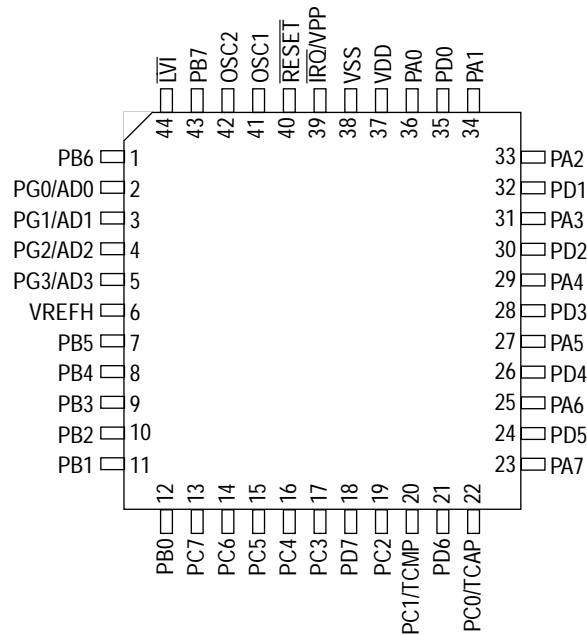 LVI
PB7
OSC2
OSC1
RESET
IRQ/VPP
VSS
VDD
PA0
PD0
PA1
44
43
42
41
40
39
38
37
36
35
34
PB6 1
PG0/AD0 2
PG1/AD1 3
PG2/AD2 4
PG3/AD3 5
VREFH 6
PB5 7
PB4 8
PB3 9
PB2 10
PB1 11
33 PA2
32 PD1
31 PA3
30 PD2
29 PA4
28 PD3
27 PA5
26 PD4
25 PA6
24 PD5
23 PA7
12
13
14
15
16
17
18
19
20
21
22
PB0
PC7
PC6
PC5
PC4
PC3
PD7
PC2
PC1/TCMP
PD6
PC0/TCAP